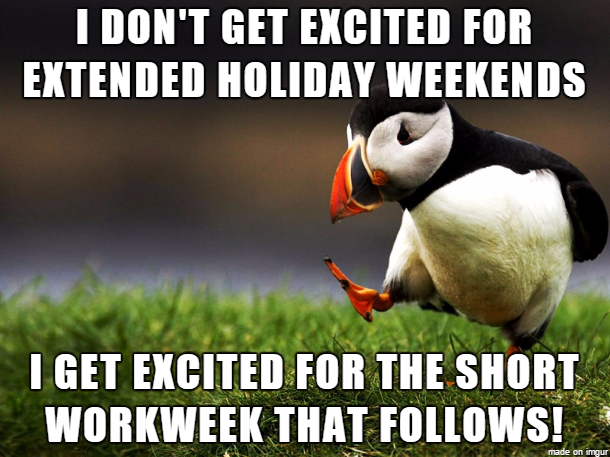 I DON'T GET EXCITED FOR
EXTENDED HOLIDAY WEEKENDS
I GET EXCITED FOR THE SHORT
WORKWEEK THAT FOLLOWS!
made on imgur